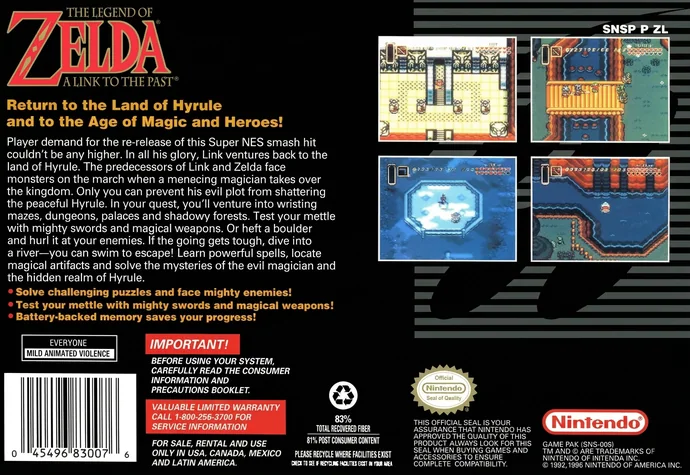 THE LEGEND OF
ZELDA
A LINK TO THE PAST®
SNSP P ZL
Return to the Land of Hyrule
and to the Age of Magic and Heroes!
Player demand for the re-release of this Super NES smash hit
couldn't be any higher. In all his glory, Link ventures back to the
land of Hyrule. The predecessors of Link and Zelda face
monsters on the march when a menacing magician takes over
the kingdom. Only you can prevent his evil plot from shattering
the peaceful Hyrule. In your quest, you'll venture into wristing
mazes, dungeons, palaces and shadowy forests. Test your mettle
with mighty swords and magical weapons. Or heft a boulder
and hurl it at your enemies. If the going gets tough, dive into
a river—you can swim to escape! Learn powerful spells, locate
magical artifacts and solve the mysteries of the evil magician and
the hidden realm of Hyrule.
• Solve challenging puzzles and face mighty enemies!
• Test your mettle with mighty swords and magical weapons!
• Battery-backed memory saves your progress!
EVERYONE
MILD ANIMATED VIOLENCE
IMPORTANT!
BEFORE USING YOUR SYSTEM,
CAREFULLY READ THE CONSUMER
INFORMATION AND
PRECAUTIONS BOOKLET.
VALUABLE LIMITED WARRANTY
CALL 1-800-256-3700 FOR
SERVICE INFORMATION
FOR SALE, RENTAL AND USE
ONLY IN USA. CANADA, MEXICO
AND LATIN AMERICA.
0 45496 83007 6
83%
TOTAL RECOVERED FIBER
81% POST CONSUMER CONTENT
PLEASE RECYCLE WHERE FACILITIES EXIST
CHECK TO SEE IF RECYCLING FACILITIES EXIST IN YOUR AREA.
Official
Nintendo
Seal of Quality
THIS OFFICIAL SEAL IS YOUR
ASSURANCE THAT NINTENDO HAS
APPROVED THE QUALITY OF THIS
PRODUCT ALWAYS LOOK FOR THIS
SEAL WHEN BUYING GAMES AND
ACCESSORIES TO ENSURE
COMPLETE COMPATIBILITY.
Nintendo®
GAME PAK (SNS-00S)
TM AND ® ARE TRADEMARKS OF
NINTENDO OF INTENDA INC.
© 1992, 1996 NINTENDO OF AMERICA INC.